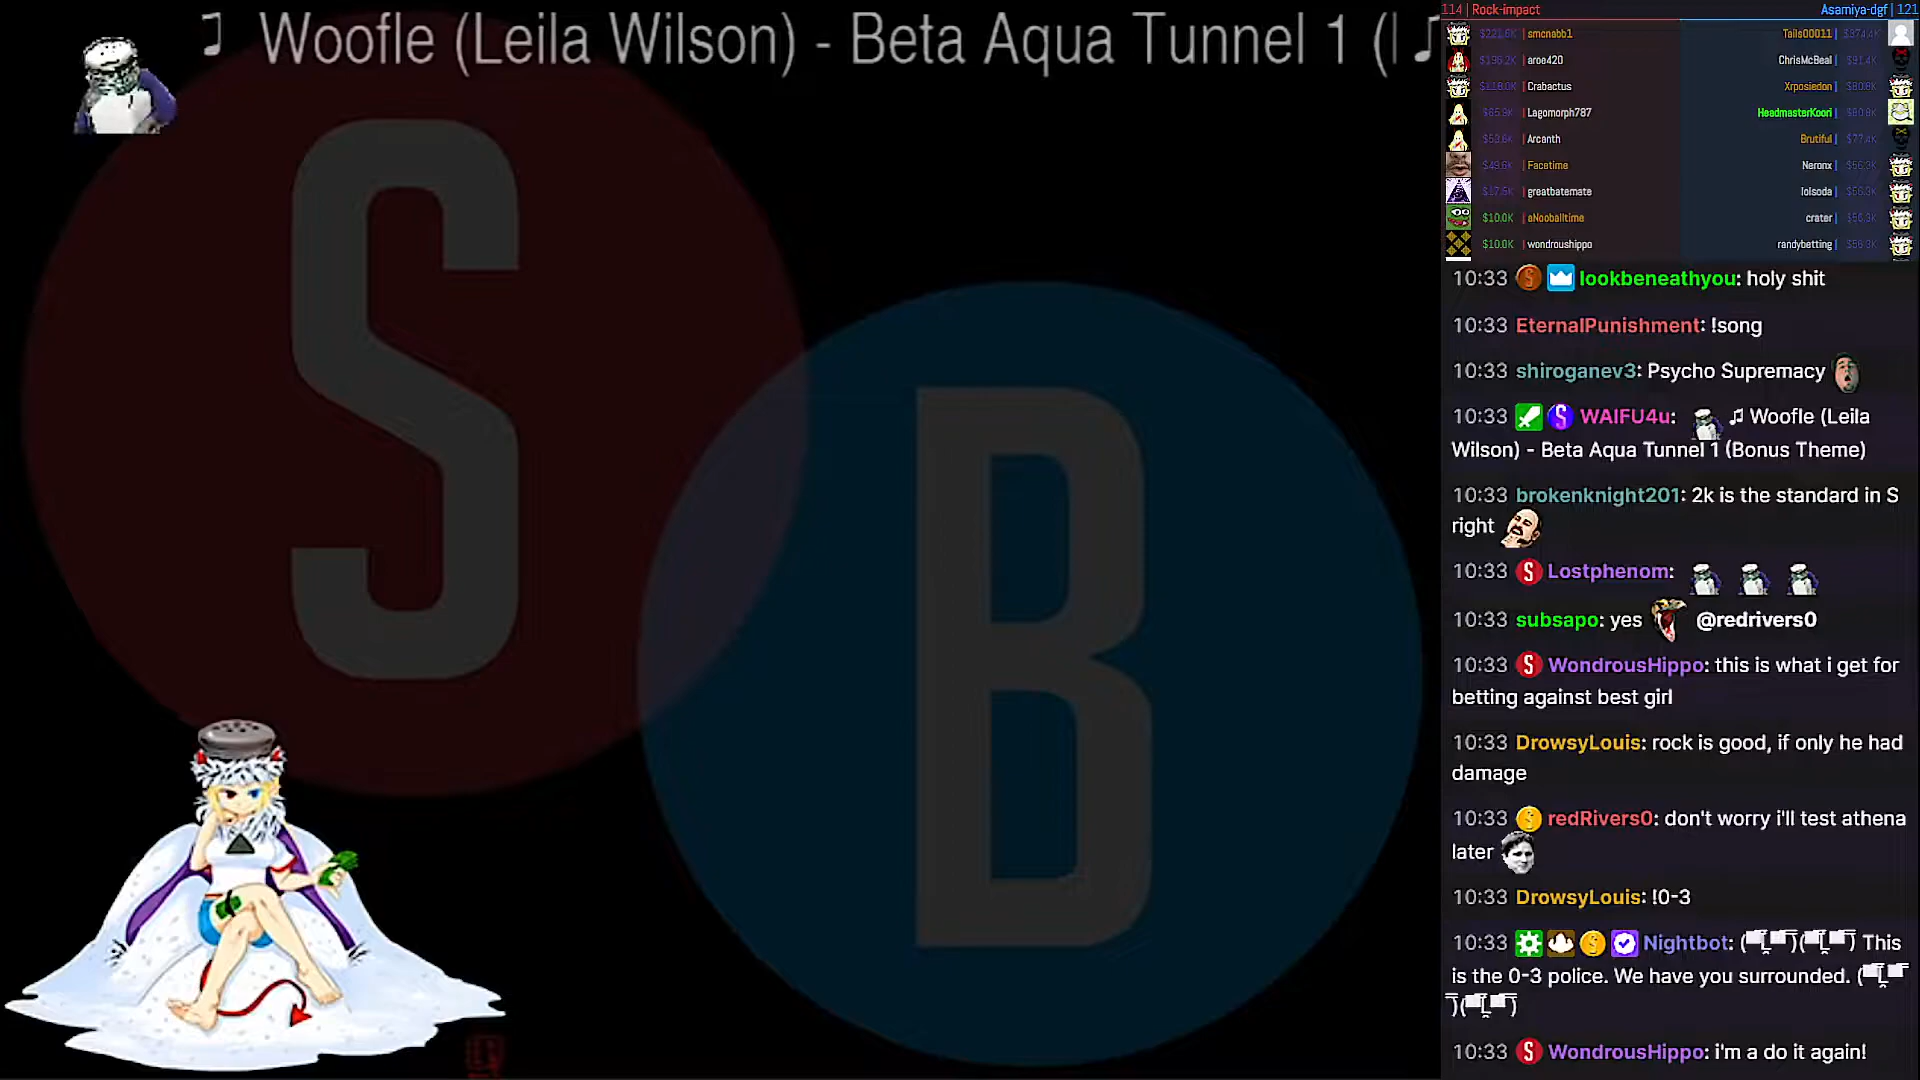 ♫ Woofle (Leila Wilson) - Beta Aqua Tunnel 1 (
S
B
114 | Rock-impact Asamiya-dgf | 121
smcnabb1 Tails00011
aroe420 ChrisMcBeal
Crabactus Xrposiedon
Lagomorph787 HeadmasterKoori
Arcanth Brutiful
Facetime Neronx
greatbatemate lolsoda
$10.0K | aNooballtime crater
$10.0K | wondroushippo randybetting
10:33 lookbeneathyou: holy shit
10:33 EternalPunishment: !song
10:33 shiroganev3: Psycho Supremacy
10:33 WAIFU4u: ♫ Woofle (Leila
Wilson) - Beta Aqua Tunnel 1 (Bonus Theme)
10:33 brokenknight201: 2k is the standard in S
right
10:33 Lostphenom:
10:33 subsapo: yes @redrivers0
10:33 WondrousHippo: this is what i get for
betting against best girl
10:33 DrowsyLouis: rock is good, if only he had
damage
10:33 redRivers0: don't worry i'll test athena
later
10:33 DrowsyLouis: !0-3
10:33 Nightbot: This
is the 0-3 police. We have you surrounded.
10:33 WondrousHippo: i'm a do it again!